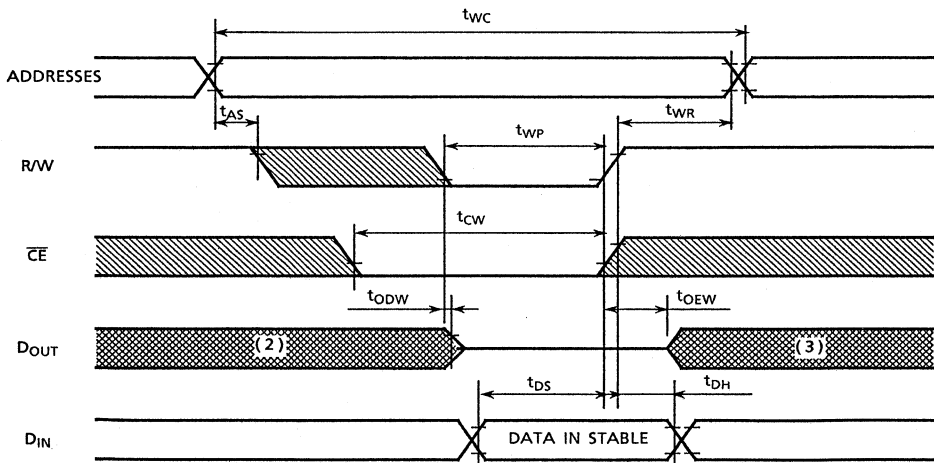 tWC
ADDRESSES
tAS
tWP
tWR
R/W
tCW
CE
tODW
tOEW
DOUT
(2)
(3)
tDS
tDH
DIN
DATA IN STABLE